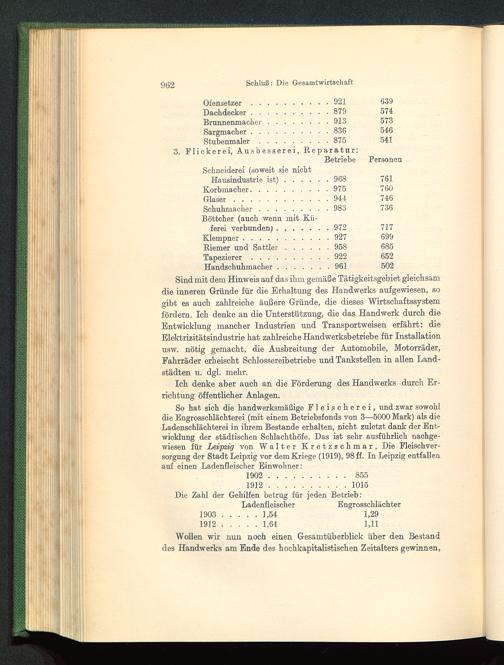 962 Schluß: Die Gesamtwirtschaft
Ofensetzer . . . . . . . . . . 921 639
Dachdecker . . . . . . . . . . 879 574
Brunnenmacher . . . . . . . . 913 573
Sargmacher . . . . . . . . . . 836 546
Stubenmaler . . . . . . . . . 875 541
3. Flickerei, Ausbesserei, Reparatur:
Betriebe Personen
Schneiderei (soweit sie nicht
Hausindustrie ist) . . . . . . 968 761
Korbmacher . . . . . . . . . . 975 760
Glaser . . . . . . . . . . . . 944 746
Schuhmacher . . . . . . . . . 983 736
Böttcher (auch wenn mit Kü-
ferei verbunden) . . . . . . . 972 717
Klempner . . . . . . . . . . . 927 699
Riemer und Sattler . . . . . . 958 685
Tapezierer . . . . . . . . . . 922 652
Handschuhmacher . . . . . . . 961 502
Sind mit dem Hinweis auf das ihm gemäße Tätigkeitsgebiet gleichsam
die inneren Gründe für die Erhaltung des Handwerks aufgewiesen, so
gibt es auch zahlreiche äußere Gründe, die dieses Wirtschaftssystem
fördern. Ich denke an die Unterstützung, die das Handwerk durch die
Entwicklung mancher Industrien und Transportweisen erfährt: die
Elektrizitätsindustrie hat zahlreiche Handwerksbetriebe für Installation
usw. nötig gemacht, die Ausbreitung der Automobile, Motorräder,
Fahrräder erheischt Schlossereibetriebe und Tankstellen in allen Land-
städten u. dgl. mehr.
Ich denke aber auch an die Förderung des Handwerks durch Er-
richtung öffentlicher Anlagen.
So hat sich die handwerksmäßige Fleischerei, und zwar sowohl
die Engrosschlächterei (mit einem Betriebsfonds von 3—5000 Mark) als die
Ladenschlächterei in ihrem Bestande erhalten, nicht zuletzt dank der Ent-
wicklung der städtischen Schlachthöfe. Das ist sehr ausführlich nachge-
wiesen für Leipzig von Walter Kretzschmar, Die Fleischver-
sorgung der Stadt Leipzig vor dem Kriege (1919), 98 ff. In Leipzig entfallen
auf einen Ladenfleischer Einwohner:
1902 . . . . . . . . . . 855
1912 . . . . . . . . . . 1015
Die Zahl der Gehilfen betrug für jeden Betrieb:
Ladenfleischer Engrosschlächter
1903 . . . . . 1,54 1,29
1912 . . . . . 1,64 1,11
Wollen wir nun noch einen Gesamtüberblick über den Bestand
des Handwerks am Ende des hochkapitalistischen Zeitalters gewinnen,